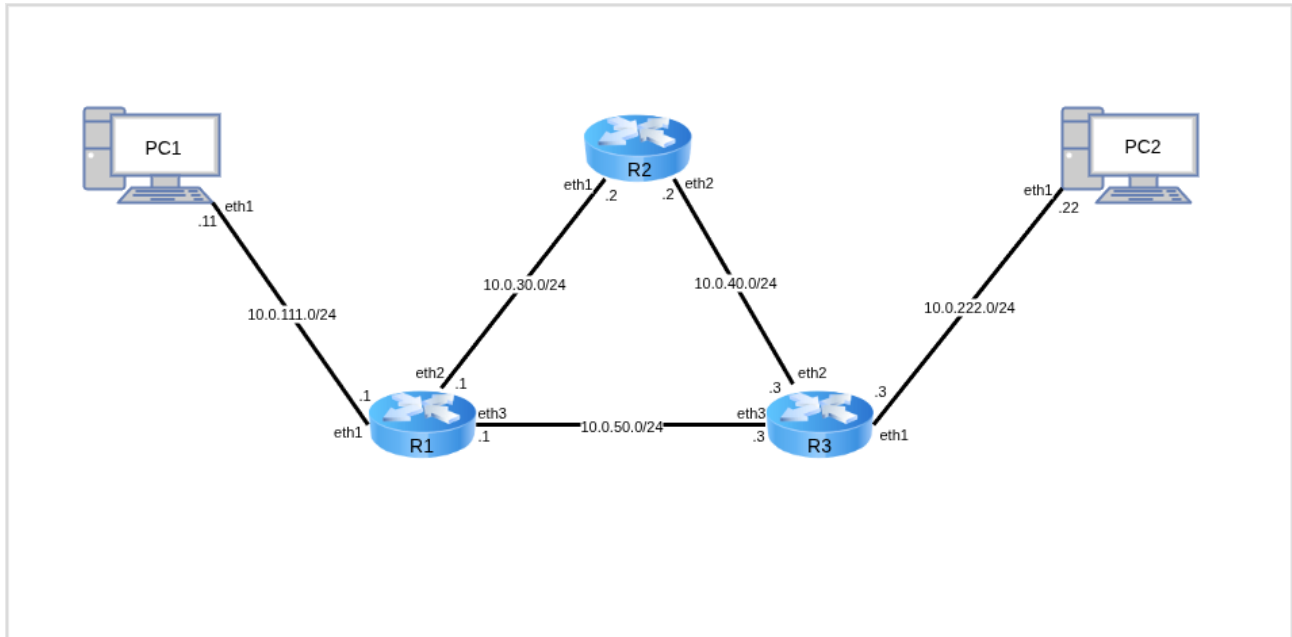 PC1
eth1
.11
R2
eth1
.2
.2
eth2
PC2
eth1
.22
10.0.111.0/24
10.0.30.0/24
10.0.40.0/24
10.0.222.0/24
eth2
.1
.1
eth1
R1
eth3
.1
10.0.50.0/24
eth2
.3
eth3
.3
R3
.3
eth1